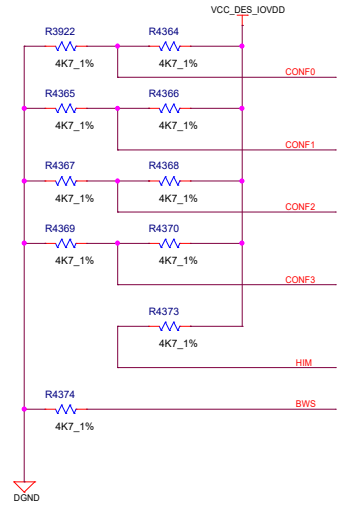 VCC_DES_IOVDD
R3922 R4364
4K7_1% 4K7_1%
CONF0
R4365 R4366
4K7_1% 4K7_1%
CONF1
R4367 R4368
4K7_1% 4K7_1%
CONF2
R4369 R4370
4K7_1% 4K7_1%
CONF3
R4373
4K7_1%
HIM
R4374
BWS
4K7_1%
DGND